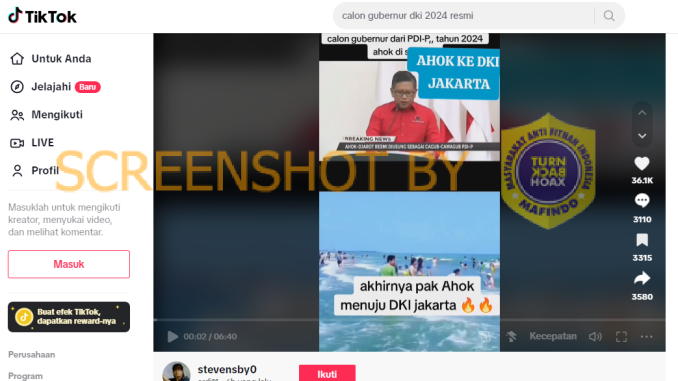 TikTok
calon gubernur dki 2024 resmi
Untuk Anda
Jelajahi Baru
Mengikuti
LIVE
Profil
Masuklah untuk mengikuti
kreator, menyukai video,
dan melihat komentar.
Masuk
Buat efek TikTok,
dapatkan reward-nya
Perusahaan
Program
calon gubernur dari PDI-P,, tahun 2024
ahok di
AHOK KE DKI
JAKARTA
BREAKING NEWS
AHOK-DJAROT RESMI DIUSUNG SEBAGAI CAGUB-CAWAGUB PDI-P
SCREENSHOT BY
MASYARAKAT ANTI FITNAH INDONESIA
TURN
BACK
HOAX
MAFINDO
akhirnya pak Ahok
menuju DKI jakarta 🔥🔥
36.1K
3110
3315
3580
00:02 / 06:40
Kecepatan
stevensby0
Ikuti